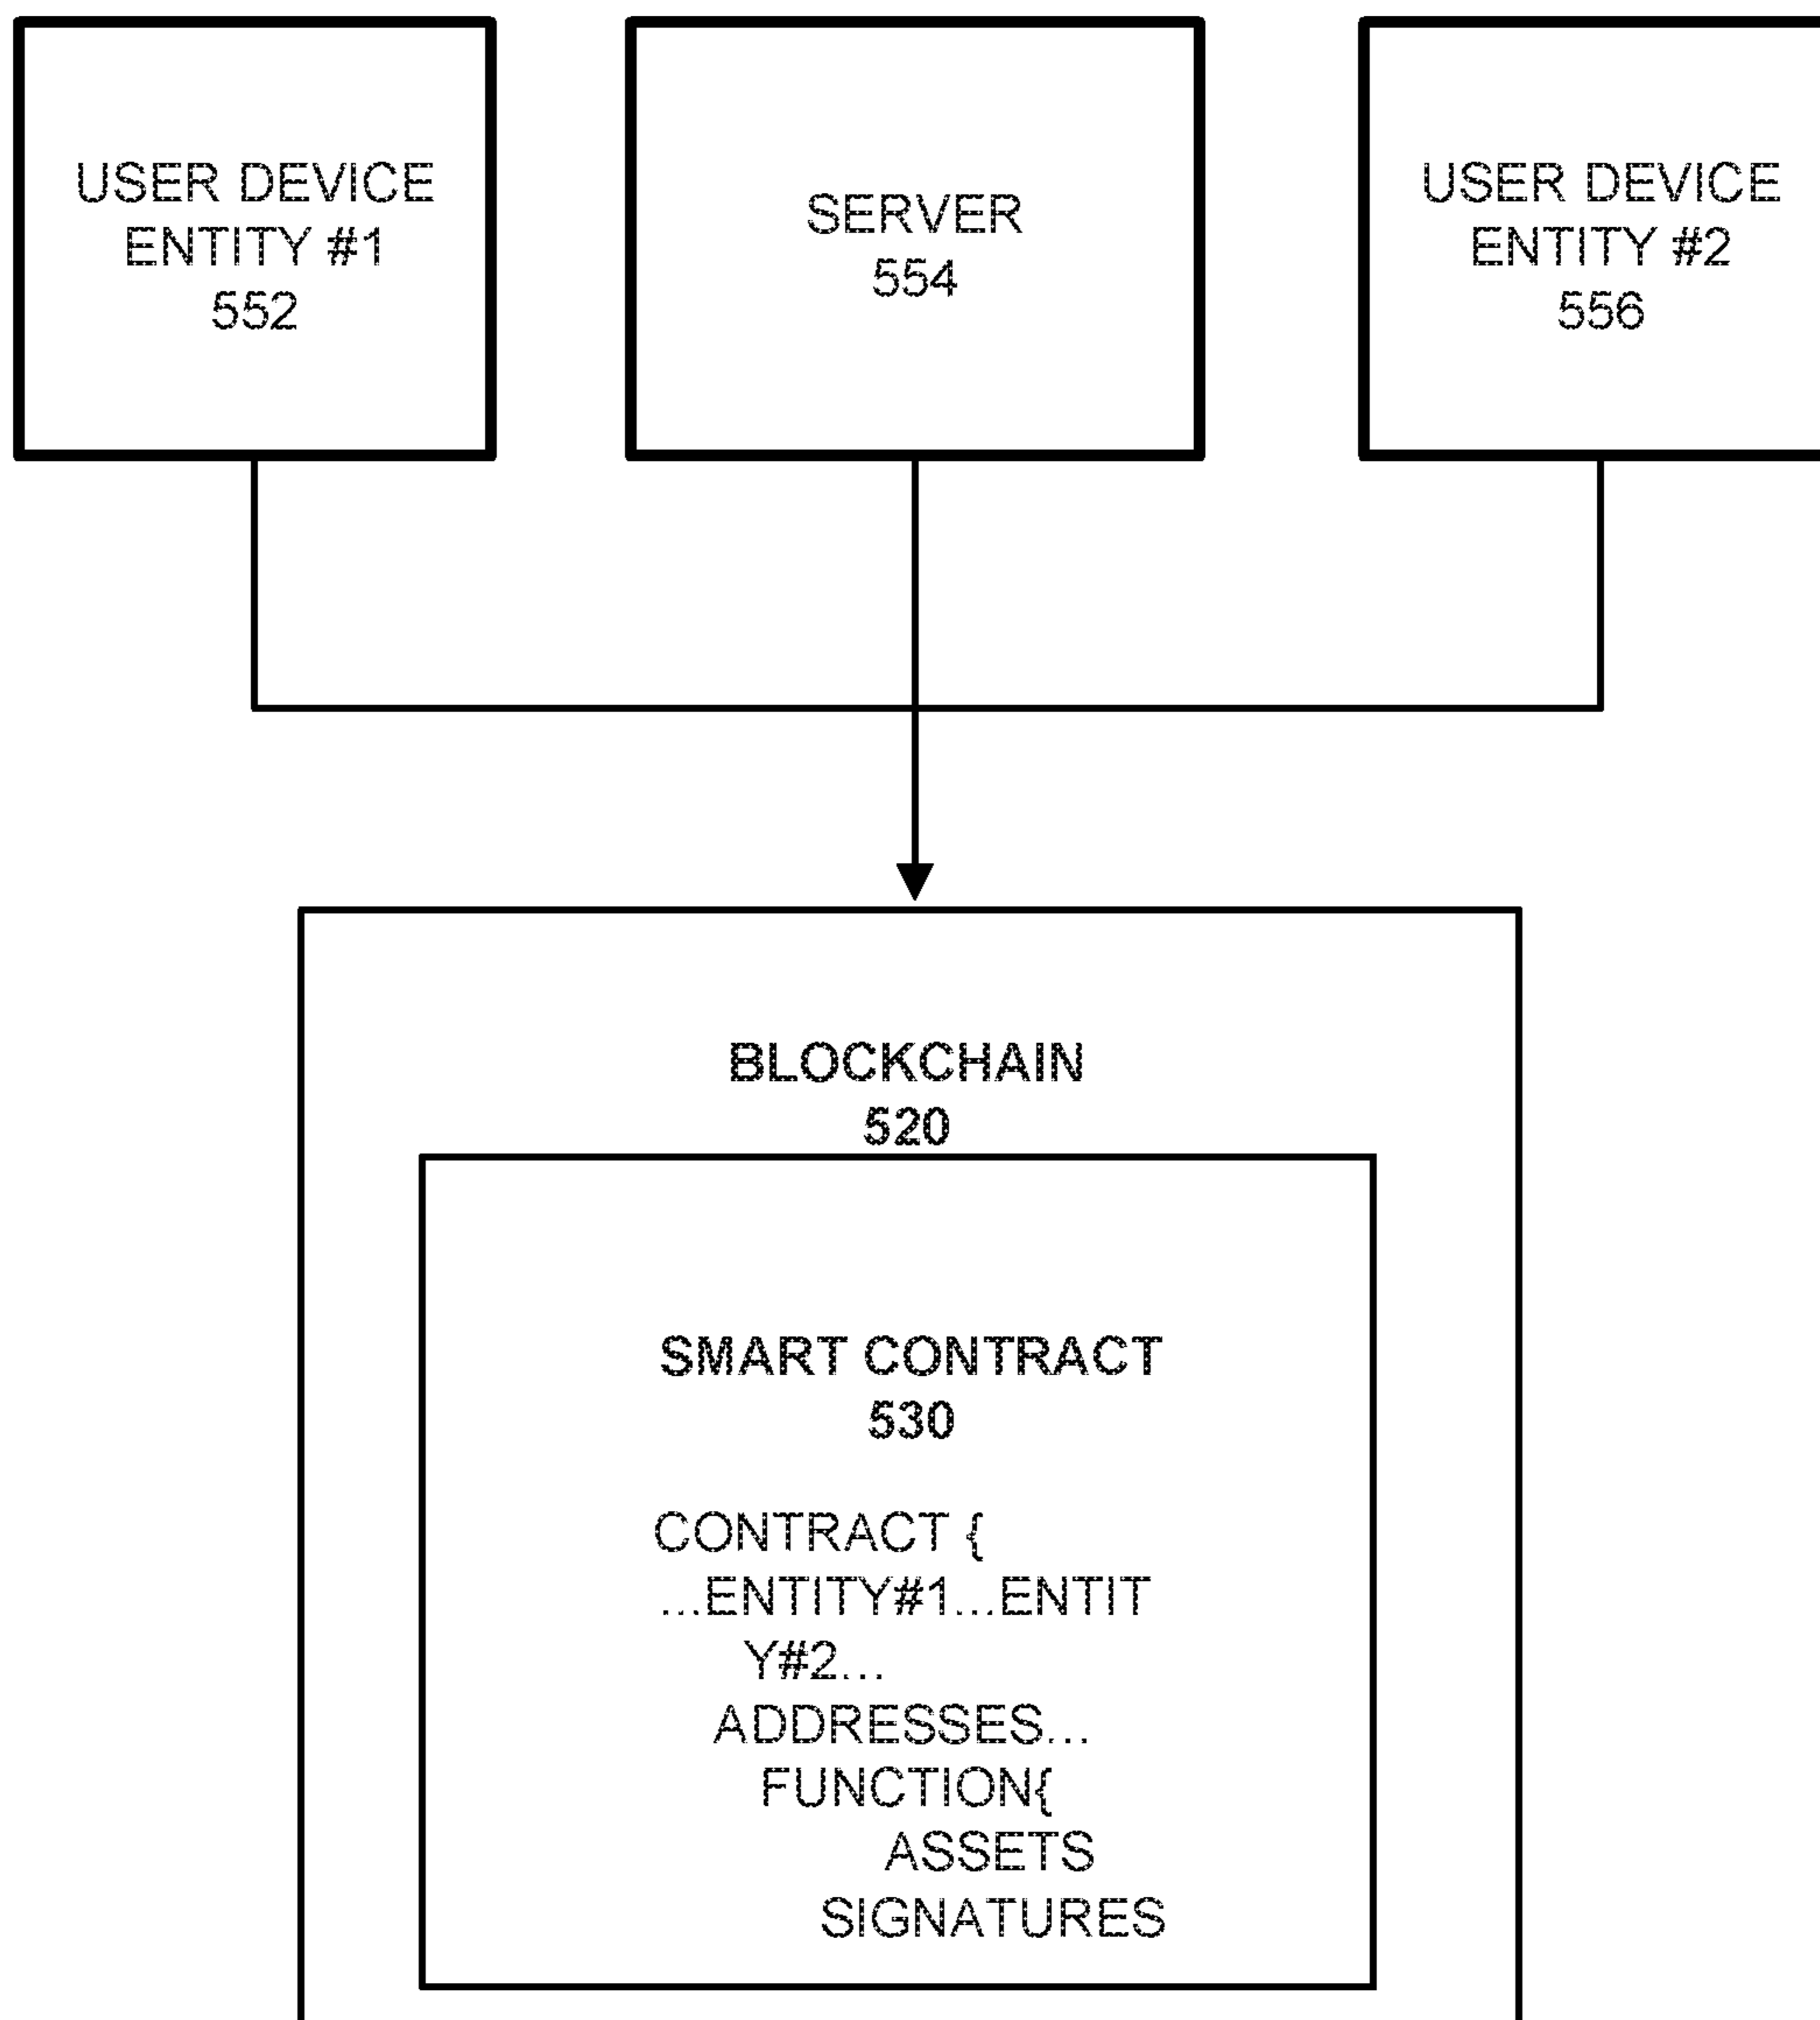 USER DEVICE
ENTITY #1
552
SERVER
554
USER DEVICE
ENTITY #2
556
BLOCKCHAIN
520
SMART CONTRACT
530
CONTRACT {
...ENTITY#1...ENTIT
Y#2...
ADDRESSES...
FUNCTION{
ASSETS
SIGNATURES